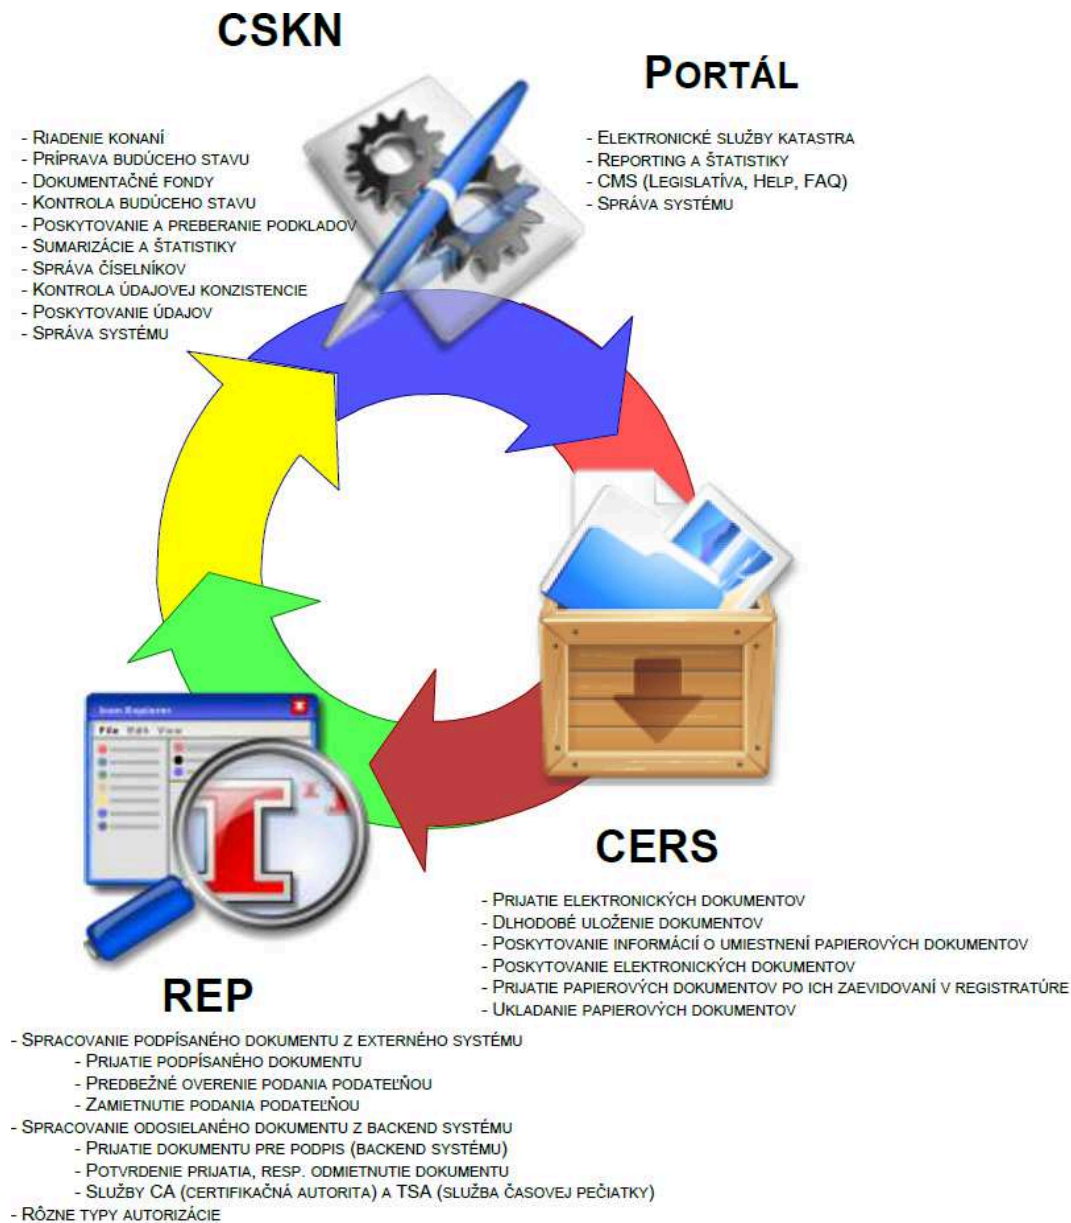 CSKN
- Riadenie konaní
- Príprava budúceho stavu
- Dokumentačné fondy
- Kontrola budúceho stavu
- Poskytovanie a preberanie podkladov
- Sumarizácie a štatistiky
- Správa číselníkov
- Kontrola údajovej konzistencie
- Poskytovanie údajov
- Správa systému
Portál
- Elektronické služby katastra
- Reporting a štatistiky
- CMS (Legislatíva, Help, FAQ)
- Správa systému
Icon Explorer
File Edit View
CERS
- Prijatie elektronických dokumentov
- Dlhodobé uloženie dokumentov
- Poskytovanie informácií o umiestnení papierových dokumentov
- Poskytovanie elektronických dokumentov
- Prijatie papierových dokumentov po ich zaevidovaní v registratúre
- Ukladanie papierových dokumentov
REP
- Spracovanie podpísaného dokumentu z externého systému
- Prijatie podpísaného dokumentu
- Predbežné overenie podania podateľňou
- Zamietnutie podania podateľňou
- Spracovanie odosielaného dokumentu z backend systému
- Prijatie dokumentu pre podpis (backend systému)
- Potvrdenie prijatia, resp. odmietnutie dokumentu
- Služby CA (certifikačná autorita) a TSA (služba časovej pečiatky)
- Rôzne typy autorizácie